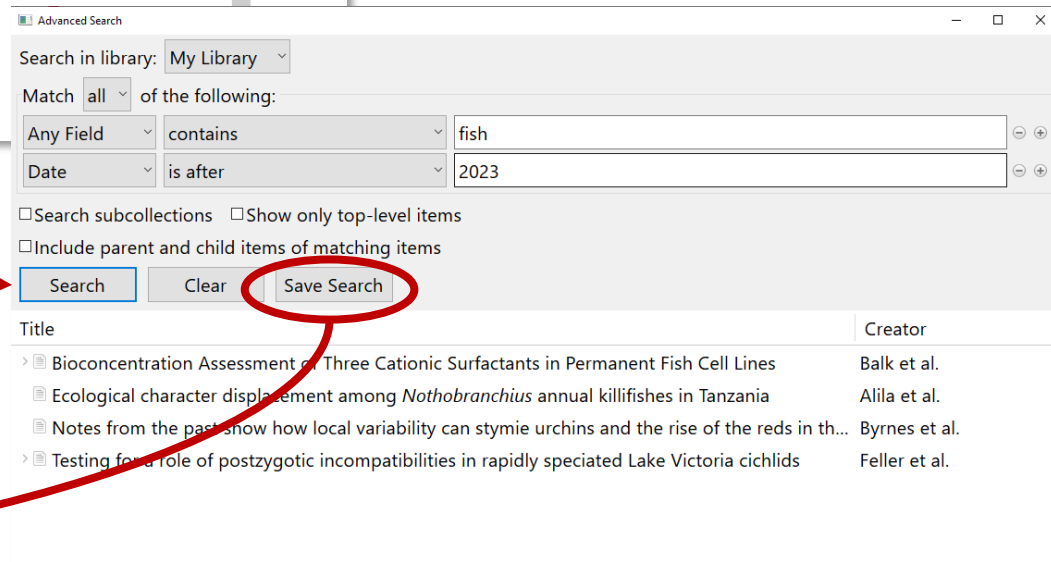 Advanced Search
Search in library: My Library
Match all of the following:
Any Field contains fish
Date is after 2023
Search subcollections Show only top-level items
Include parent and child items of matching items
Search Clear Save Search
Title Creator
Bioconcentration Assessment of Three Cationic Surfactants in Permanent Fish Cell Lines Balk et al.
Ecological character displacement among Nothobranchius annual killifishes in Tanzania Alila et al.
Notes from the past show how local variability can stymie urchins and the rise of the reds in th... Byrnes et al.
Testing for a role of postzygotic incompatibilities in rapidly speciated Lake Victoria cichlids Feller et al.